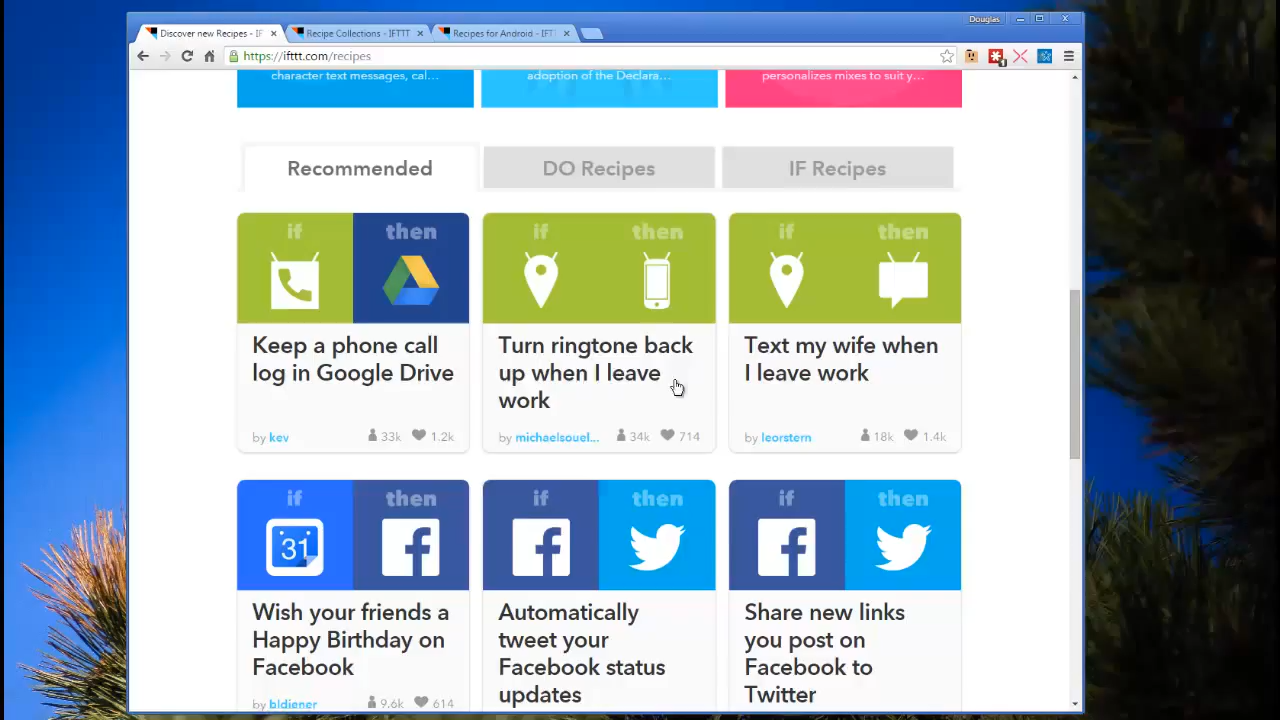 Douglas
Discover new Recipes - IF
Recipe Collections - IFTTT
Recipes for Android - IFT
https://ifttt.com/recipes
character text messages, cal...
adoption of the Declara...
personalizes mixes to suit y...
Recommended
DO Recipes
IF Recipes
if then
if then
if then
Keep a phone call
log in Google Drive
by kev 33k 1.2k
Turn ringtone back
up when I leave
work
by michaelsouel... 34k 714
Text my wife when
I leave work
by leorstern 18k 1.4k
if then
if then
if then
31
Wish your friends a
Happy Birthday on
Facebook
by bldiener 9.6k 614
Automatically
tweet your
Facebook status
updates
Share new links
you post on
Facebook to
Twitter